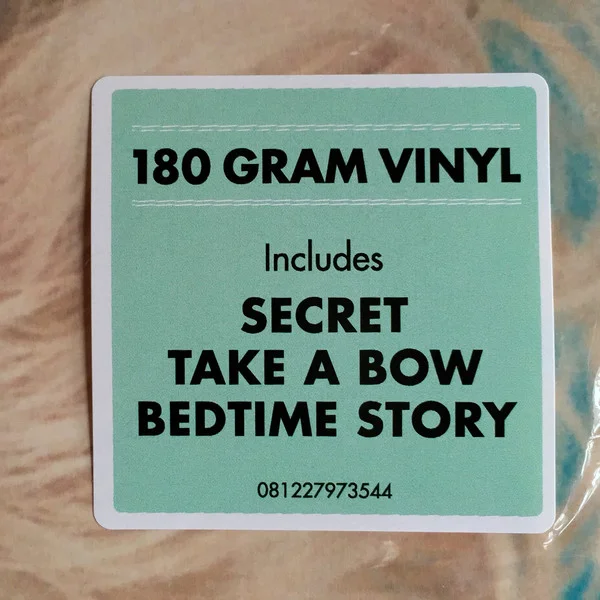 180 GRAM VINYL
Includes
SECRET
TAKE A BOW
BEDTIME STORY
081227973544